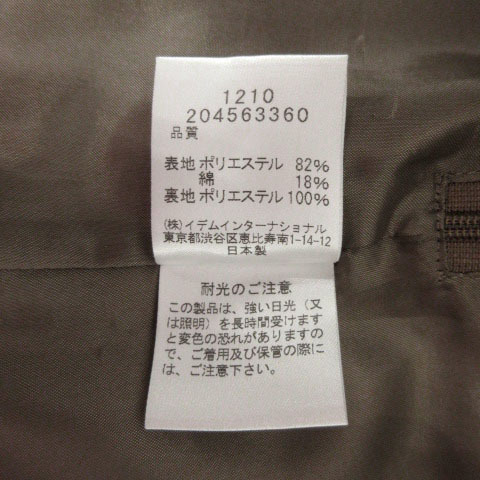 1210
204563360
品質
表地 ポリエステル 82%
綿 18%
裏地 ポリエステル 100%
(株)イデムインターナショナル
東京都渋谷区恵比寿南1-14-12
日本製
耐光のご注意
この製品は、強い日光(又
は照明)を長時間受けます
と変色の恐れがありますの
で、ご着用及び保管の際に
は、ご注意下さい。